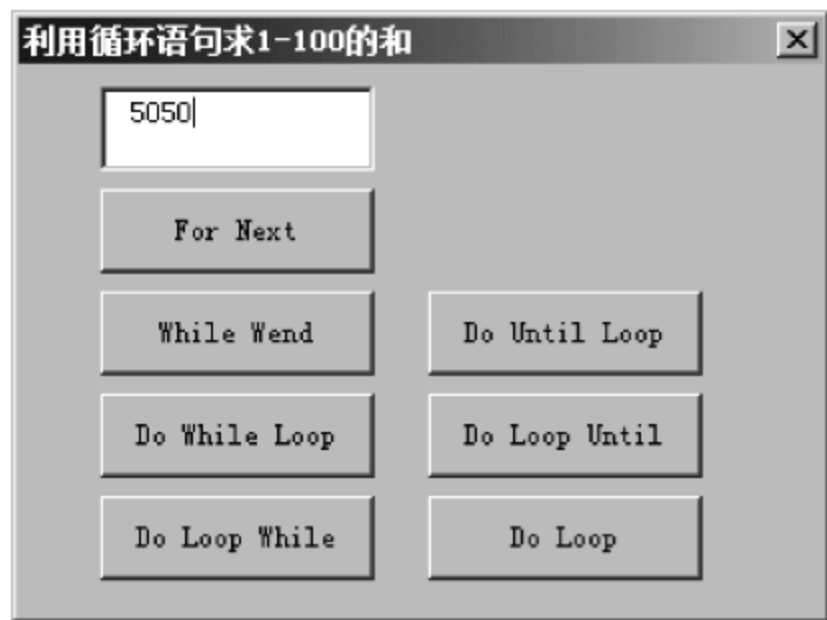 利用循环语句求1-100的和
5050
For Next
While Wend
Do Until Loop
Do While Loop
Do Loop Until
Do Loop While
Do Loop